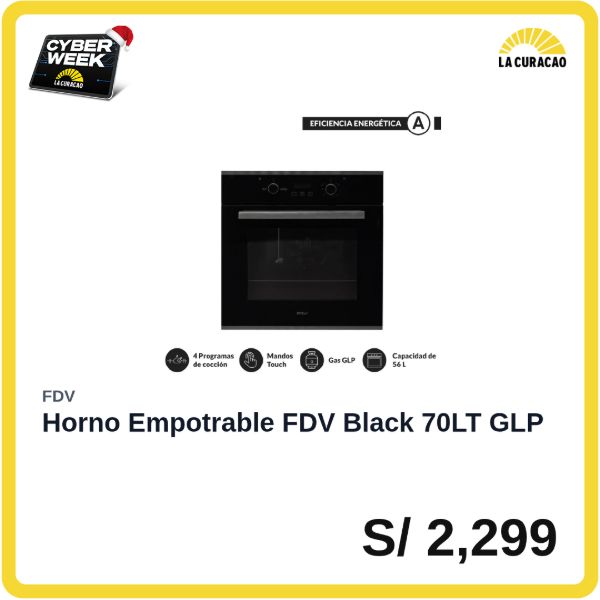 CYBER
WEEK
LA CURACAO
LA CURACAO
EFICIENCIA ENERGÉTICA A
4 Programas
de cocción
Mandos
Touch
Gas GLP
Capacidad de
56 L
FDV
Horno Empotrable FDV Black 70LT GLP
S/ 2,299